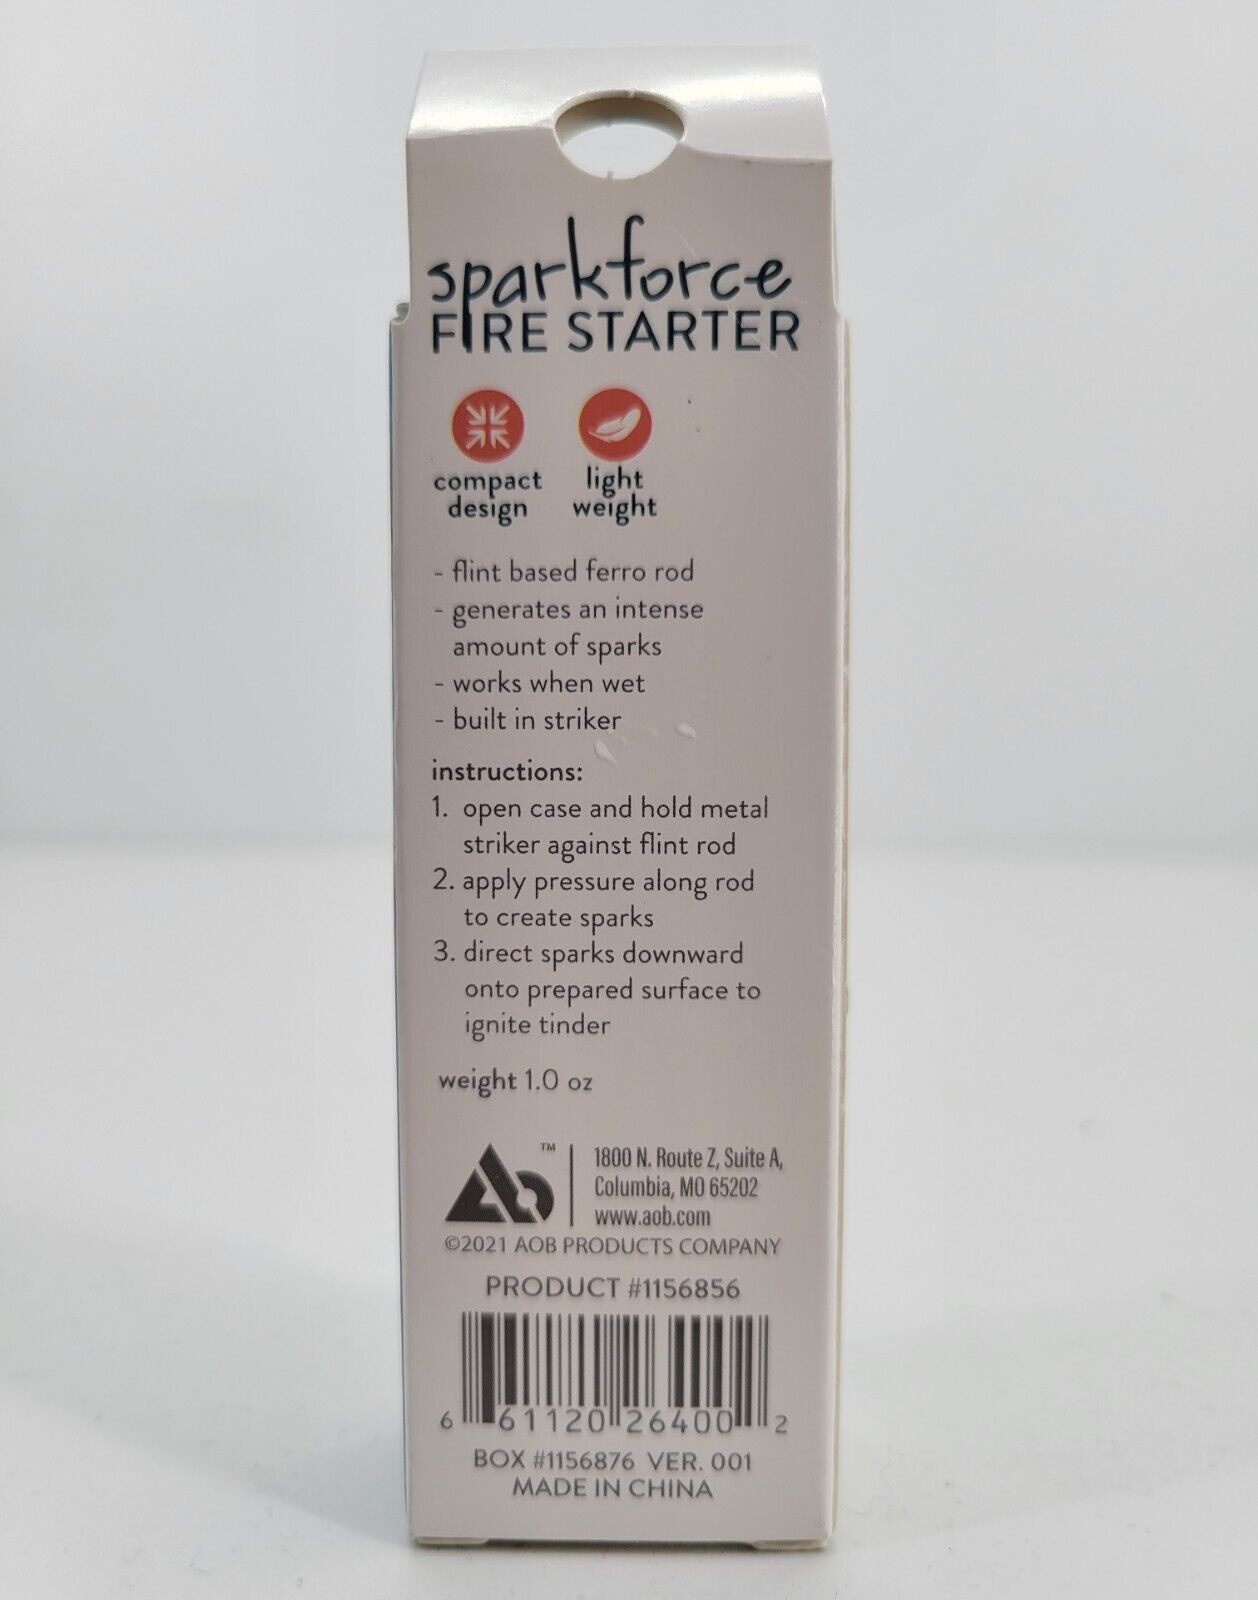 sparkforce
FIRE STARTER
compact
design
light
weight
- flint based ferro rod
- generates an intense
amount of sparks
- works when wet
- built in striker
instructions:
1. open case and hold metal
striker against flint rod
2. apply pressure along rod
to create sparks
3. direct sparks downward
onto prepared surface to
ignite tinder
weight 1.0 oz
AO ™
1800 N. Route Z, Suite A,
Columbia, MO 65202
www.aob.com
©2021 AOB PRODUCTS COMPANY
PRODUCT #1156856
6 61120 26400 2
BOX #1156876 VER. 001
MADE IN CHINA